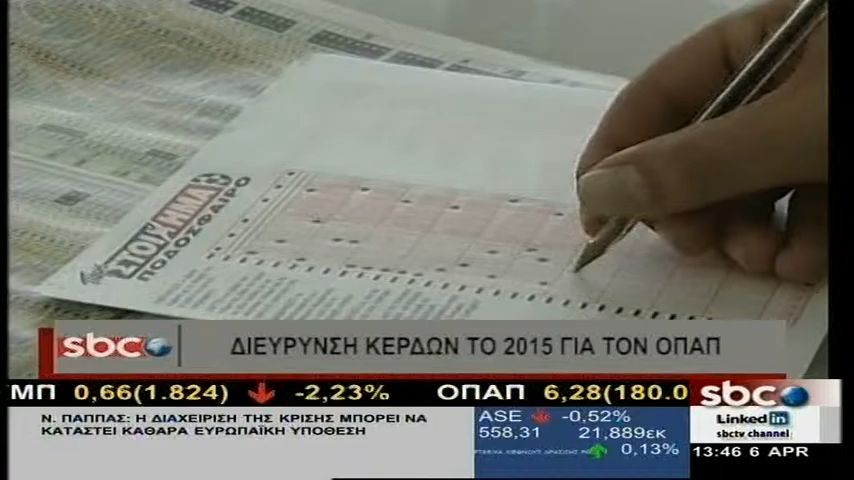 ΣΤΟΙΧΗΜΑ
ΠΟΔΟΣΦΑΙΡΟ
sbc
ΔΙΕΥΡΥΝΣΗ ΚΕΡΔΩΝ ΤΟ 2015 ΓΙΑ ΤΟΝ ΟΠΑΠ
ΜΠ 0,66(1.824) -2,23% ΟΠΑΠ 6,28(180.0
sbc
Ν. ΠΑΠΠΑΣ: Η ΔΙΑΧΕΙΡΙΣΗ ΤΗΣ ΚΡΙΣΗΣ ΜΠΟΡΕΙ ΝΑ
ΚΑΤΑΣΤΕΙ ΚΑΘΑΡΑ ΕΥΡΩΠΑΪΚΗ ΥΠΟΘΕΣΗ
ASE -0,52%
558,31 21,889εκ
0,13%
Linked in
sbctv channel
13:46 6 APR